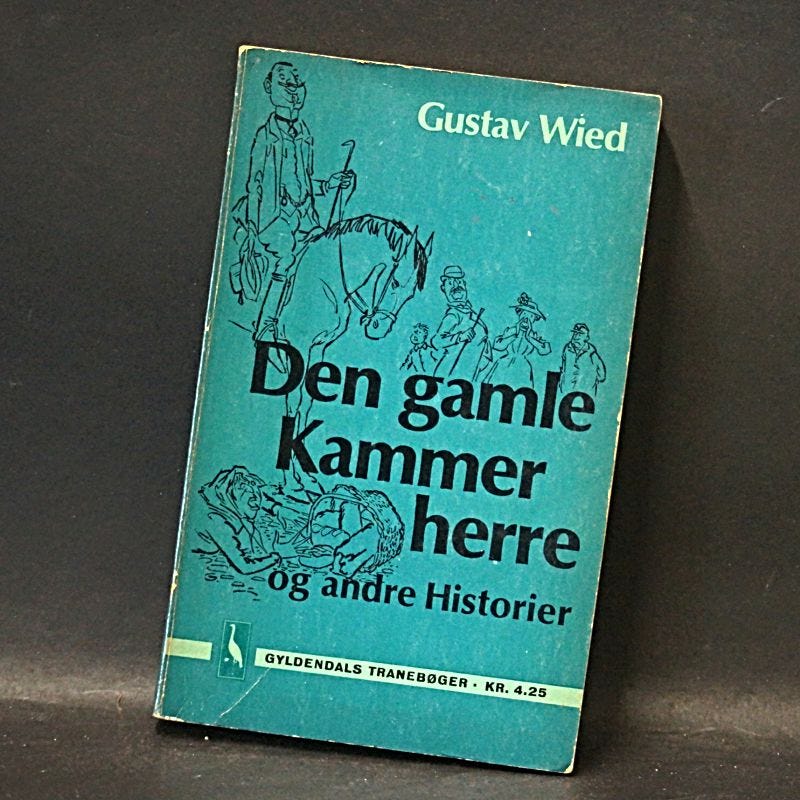 Gustav Wied
Den gamle
Kammer
herre
og andre Historier
GYLDENDALS TRANEBØGER · KR. 4.25